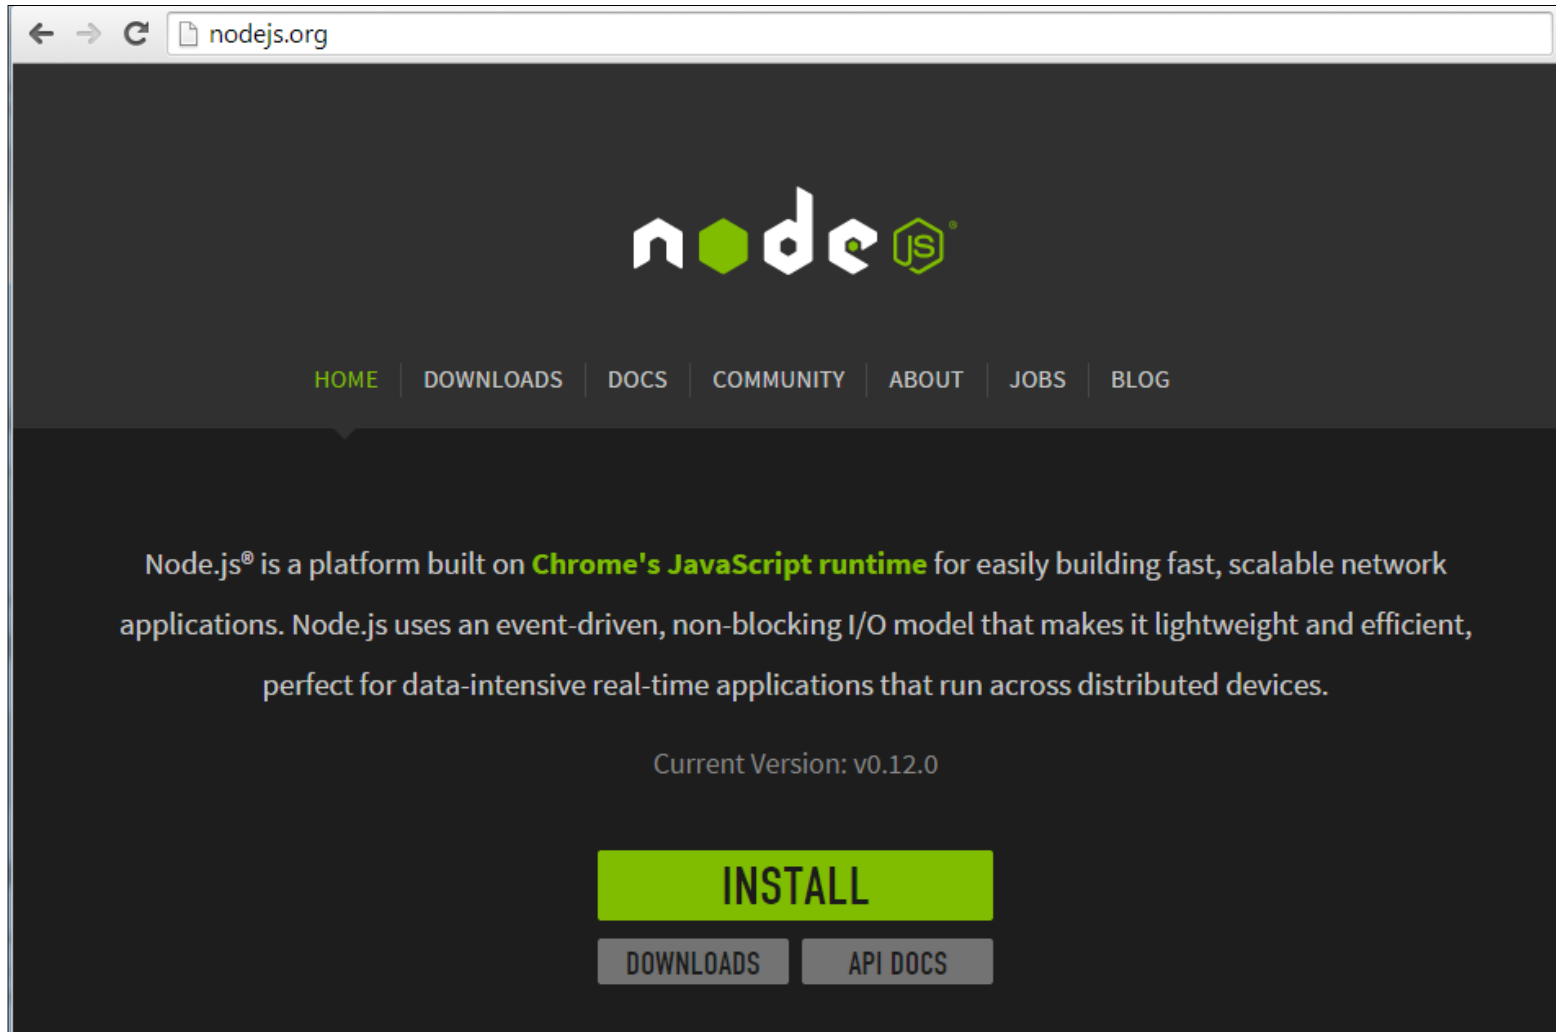 nodejs.org
node JS®
HOME DOWNLOADS DOCS COMMUNITY ABOUT JOBS BLOG
Node.js® is a platform built on Chrome's JavaScript runtime for easily building fast, scalable network
applications. Node.js uses an event-driven, non-blocking I/O model that makes it lightweight and efficient,
perfect for data-intensive real-time applications that run across distributed devices.
Current Version: v0.12.0
INSTALL
DOWNLOADS API DOCS